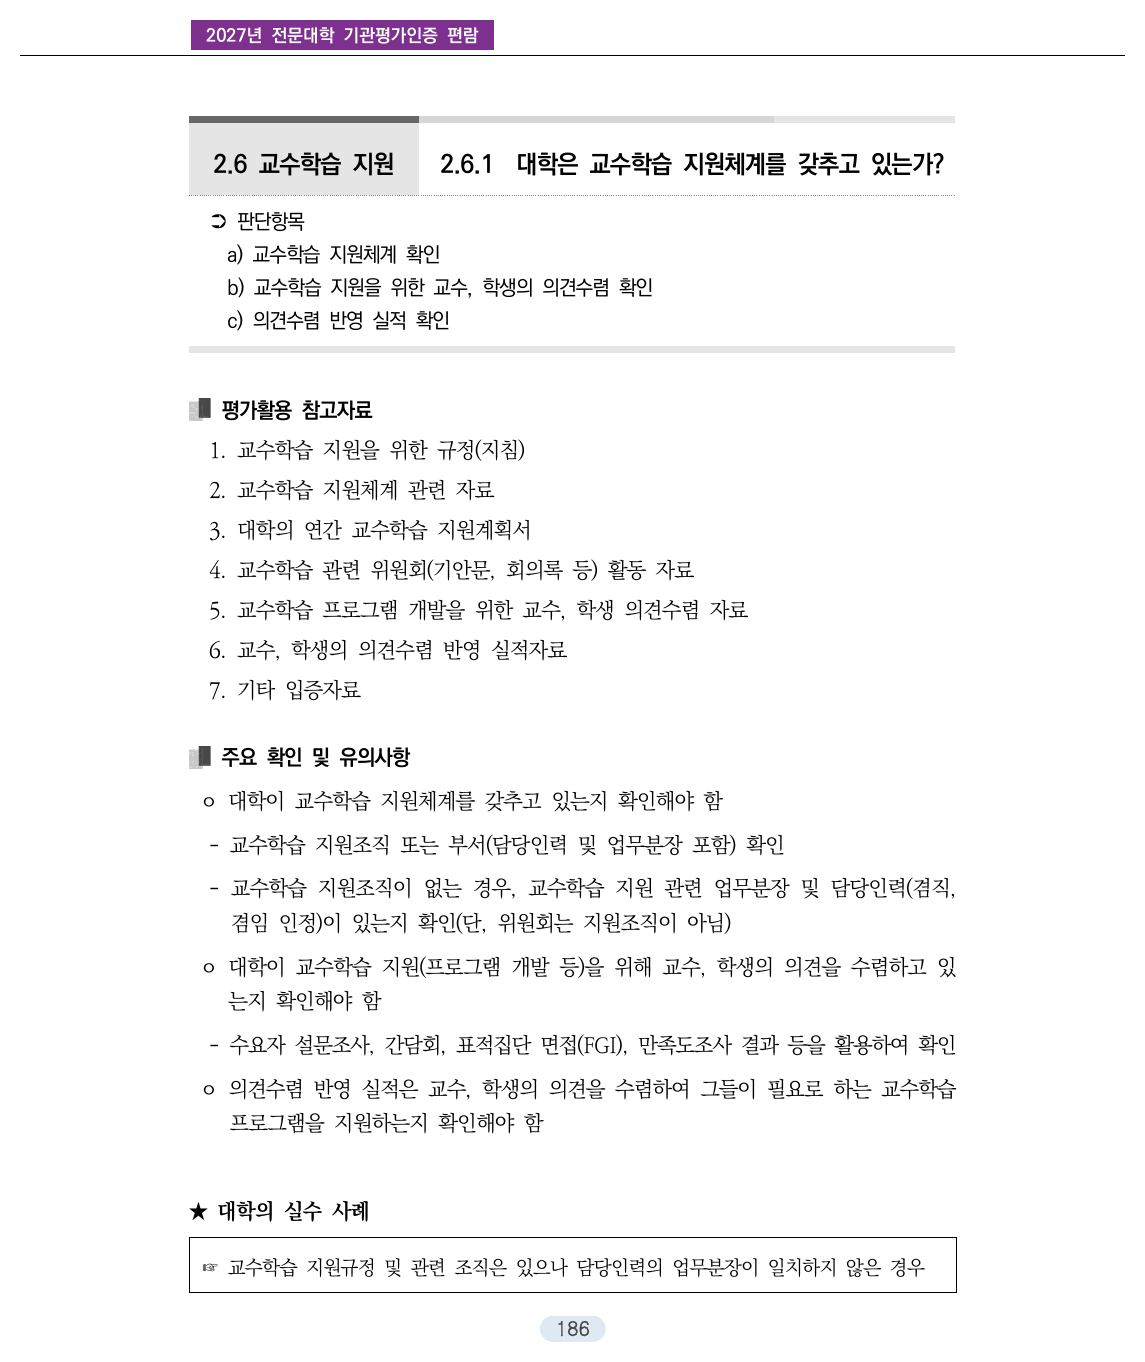 2027년 전문대학 기관평가인증 편람
2.6 교수학습 지원
2.6.1 대학은 교수학습 지원체계를 갖추고 있는가?
➲ 판단항목
a) 교수학습 지원체계 확인
b) 교수학습 지원을 위한 교수, 학생의 의견수렴 확인
c) 의견수렴 반영 실적 확인
평가활용 참고자료
1. 교수학습 지원을 위한 규정(지침)
2. 교수학습 지원체계 관련 자료
3. 대학의 연간 교수학습 지원계획서
4. 교수학습 관련 위원회(기안문, 회의록 등) 활동 자료
5. 교수학습 프로그램 개발을 위한 교수, 학생 의견수렴 자료
6. 교수, 학생의 의견수렴 반영 실적자료
7. 기타 입증자료
주요 확인 및 유의사항
ㅇ 대학이 교수학습 지원체계를 갖추고 있는지 확인해야 함
- 교수학습 지원조직 또는 부서(담당인력 및 업무분장 포함) 확인
- 교수학습 지원조직이 없는 경우, 교수학습 지원 관련 업무분장 및 담당인력(겸직,
겸임 인정)이 있는지 확인(단, 위원회는 지원조직이 아님)
ㅇ 대학이 교수학습 지원(프로그램 개발 등)을 위해 교수, 학생의 의견을 수렴하고 있
는지 확인해야 함
- 수요자 설문조사, 간담회, 표적집단 면접(FGI), 만족도조사 결과 등을 활용하여 확인
ㅇ 의견수렴 반영 실적은 교수, 학생의 의견을 수렴하여 그들이 필요로 하는 교수학습
프로그램을 지원하는지 확인해야 함
★ 대학의 실수 사례
☞ 교수학습 지원규정 및 관련 조직은 있으나 담당인력의 업무분장이 일치하지 않은 경우
186